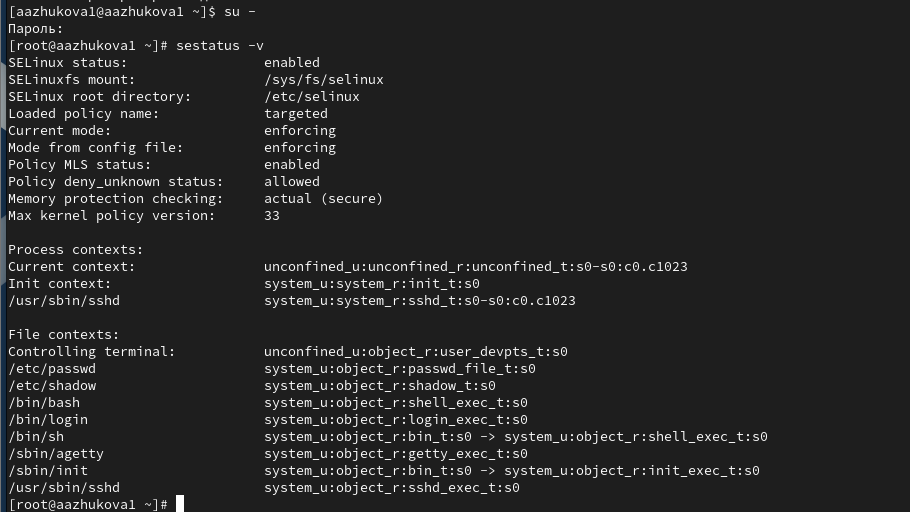 [aazhukova1@aazhukova1 ~]$ su -
Пароль:
[root@aazhukova1 ~]# sestatus -v
SELinux status:                 enabled
SELinuxfs mount:                /sys/fs/selinux
SELinux root directory:         /etc/selinux
Loaded policy name:             targeted
Current mode:                   enforcing
Mode from config file:          enforcing
Policy MLS status:              enabled
Policy deny_unknown status:     allowed
Memory protection checking:     actual (secure)
Max kernel policy version:      33

Process contexts:
Current context:                unconfined_u:unconfined_r:unconfined_t:s0-s0:c0.c1023
Init context:                   system_u:system_r:init_t:s0
/usr/sbin/sshd                  system_u:system_r:sshd_t:s0-s0:c0.c1023

File contexts:
Controlling terminal:           unconfined_u:object_r:user_devpts_t:s0
/etc/passwd                     system_u:object_r:passwd_file_t:s0
/etc/shadow                     system_u:object_r:shadow_t:s0
/bin/bash                       system_u:object_r:shell_exec_t:s0
/bin/login                      system_u:object_r:login_exec_t:s0
/bin/sh                         system_u:object_r:bin_t:s0 -> system_u:object_r:shell_exec_t:s0
/sbin/agetty                    system_u:object_r:getty_exec_t:s0
/sbin/init                      system_u:object_r:bin_t:s0 -> system_u:object_r:init_exec_t:s0
/usr/sbin/sshd                  system_u:object_r:sshd_exec_t:s0
[root@aazhukova1 ~]#